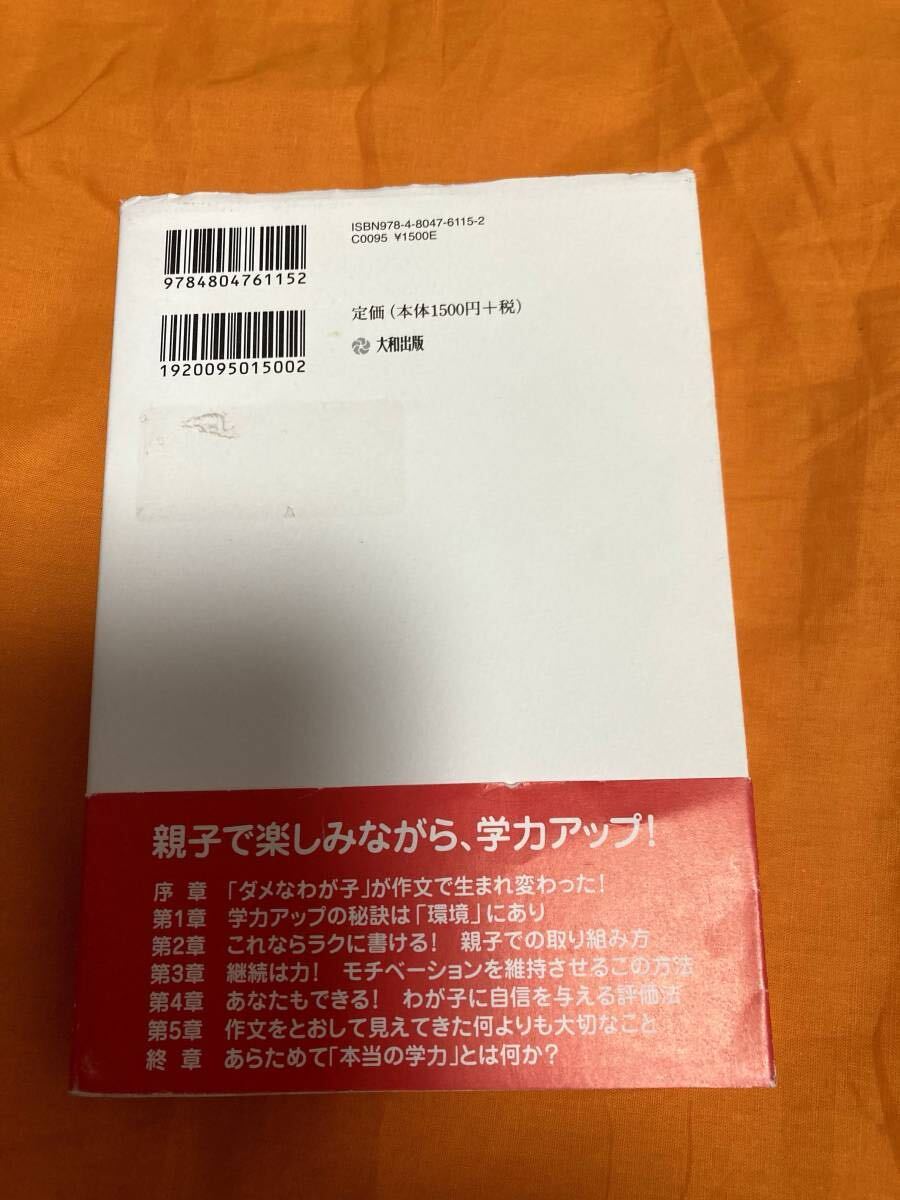 ISBN978-4-8047-6115-2
C0095 ¥1500E
9784804761152
定価（本体1500円＋税）
大和出版
1920095015002
親子で楽しみながら、学力アップ！
序 章 「ダメなわが子」が作文で生まれ変わった！
第1章 学力アップの秘訣は「環境」にあり
第2章 これならラクに書ける！ 親子での取り組み方
第3章 継続は力！ モチベーションを維持させるこの方法
第4章 あなたもできる！ わが子に自信を与える評価法
第5章 作文をとおして見えてきた何よりも大切なこと
終 章 あらためて「本当の学力」とは何か？